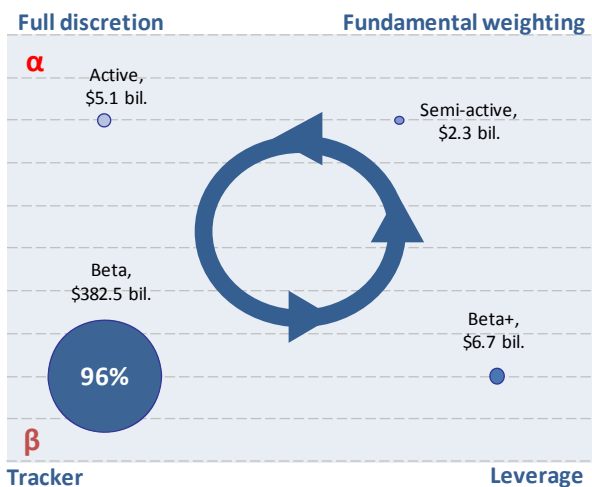 Full discretion
Fundamental weighting
α
Active,
$5.1 bil.
Semi-active,
$2.3 bil.
Beta,
$382.5 bil.
Beta+,
$6.7 bil.
96%
β
Tracker
Leverage